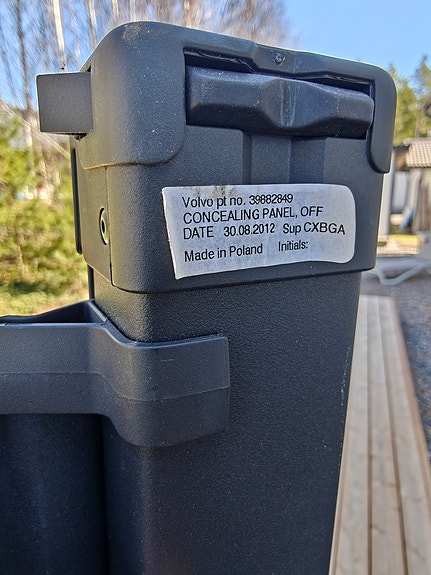 Volvo pt no. 39882849
CONCEALING PANEL, OFF
DATE 30.08.2012 Sup CXBGA
Made in Poland Initials: